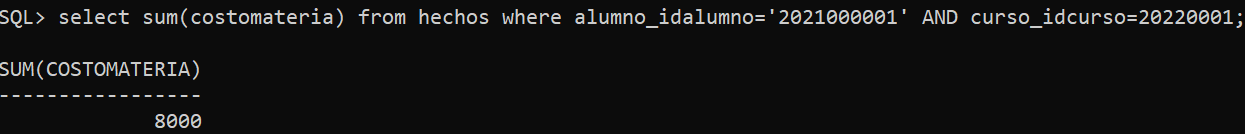 SQL> select sum(costomateria) from hechos where alumno_idalumno='2021000001' AND curso_idcurso=20220001;
SUM(COSTOMATERIA)
-----------------
8000